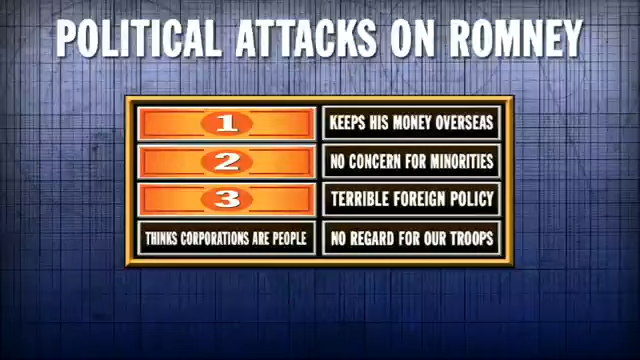 POLITICAL ATTACKS ON ROMNEY
1 KEEPS HIS MONEY OVERSEAS
2 NO CONCERN FOR MINORITIES
3 TERRIBLE FOREIGN POLICY
THINKS CORPORATIONS ARE PEOPLE NO REGARD FOR OUR TROOPS